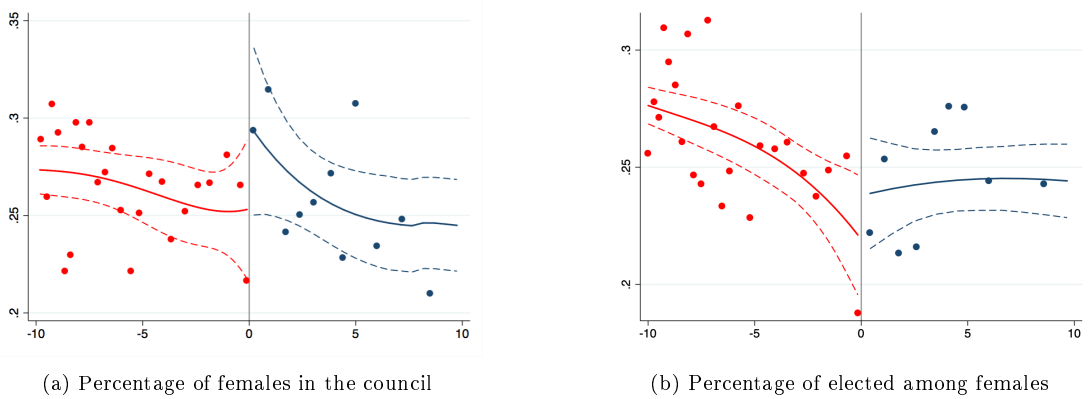 .35
.3
.25
.2
-10 -5 0 5 10
(a) Percentage of females in the council
.3
.25
.2
-10 -5 0 5 10
(b) Percentage of elected among females